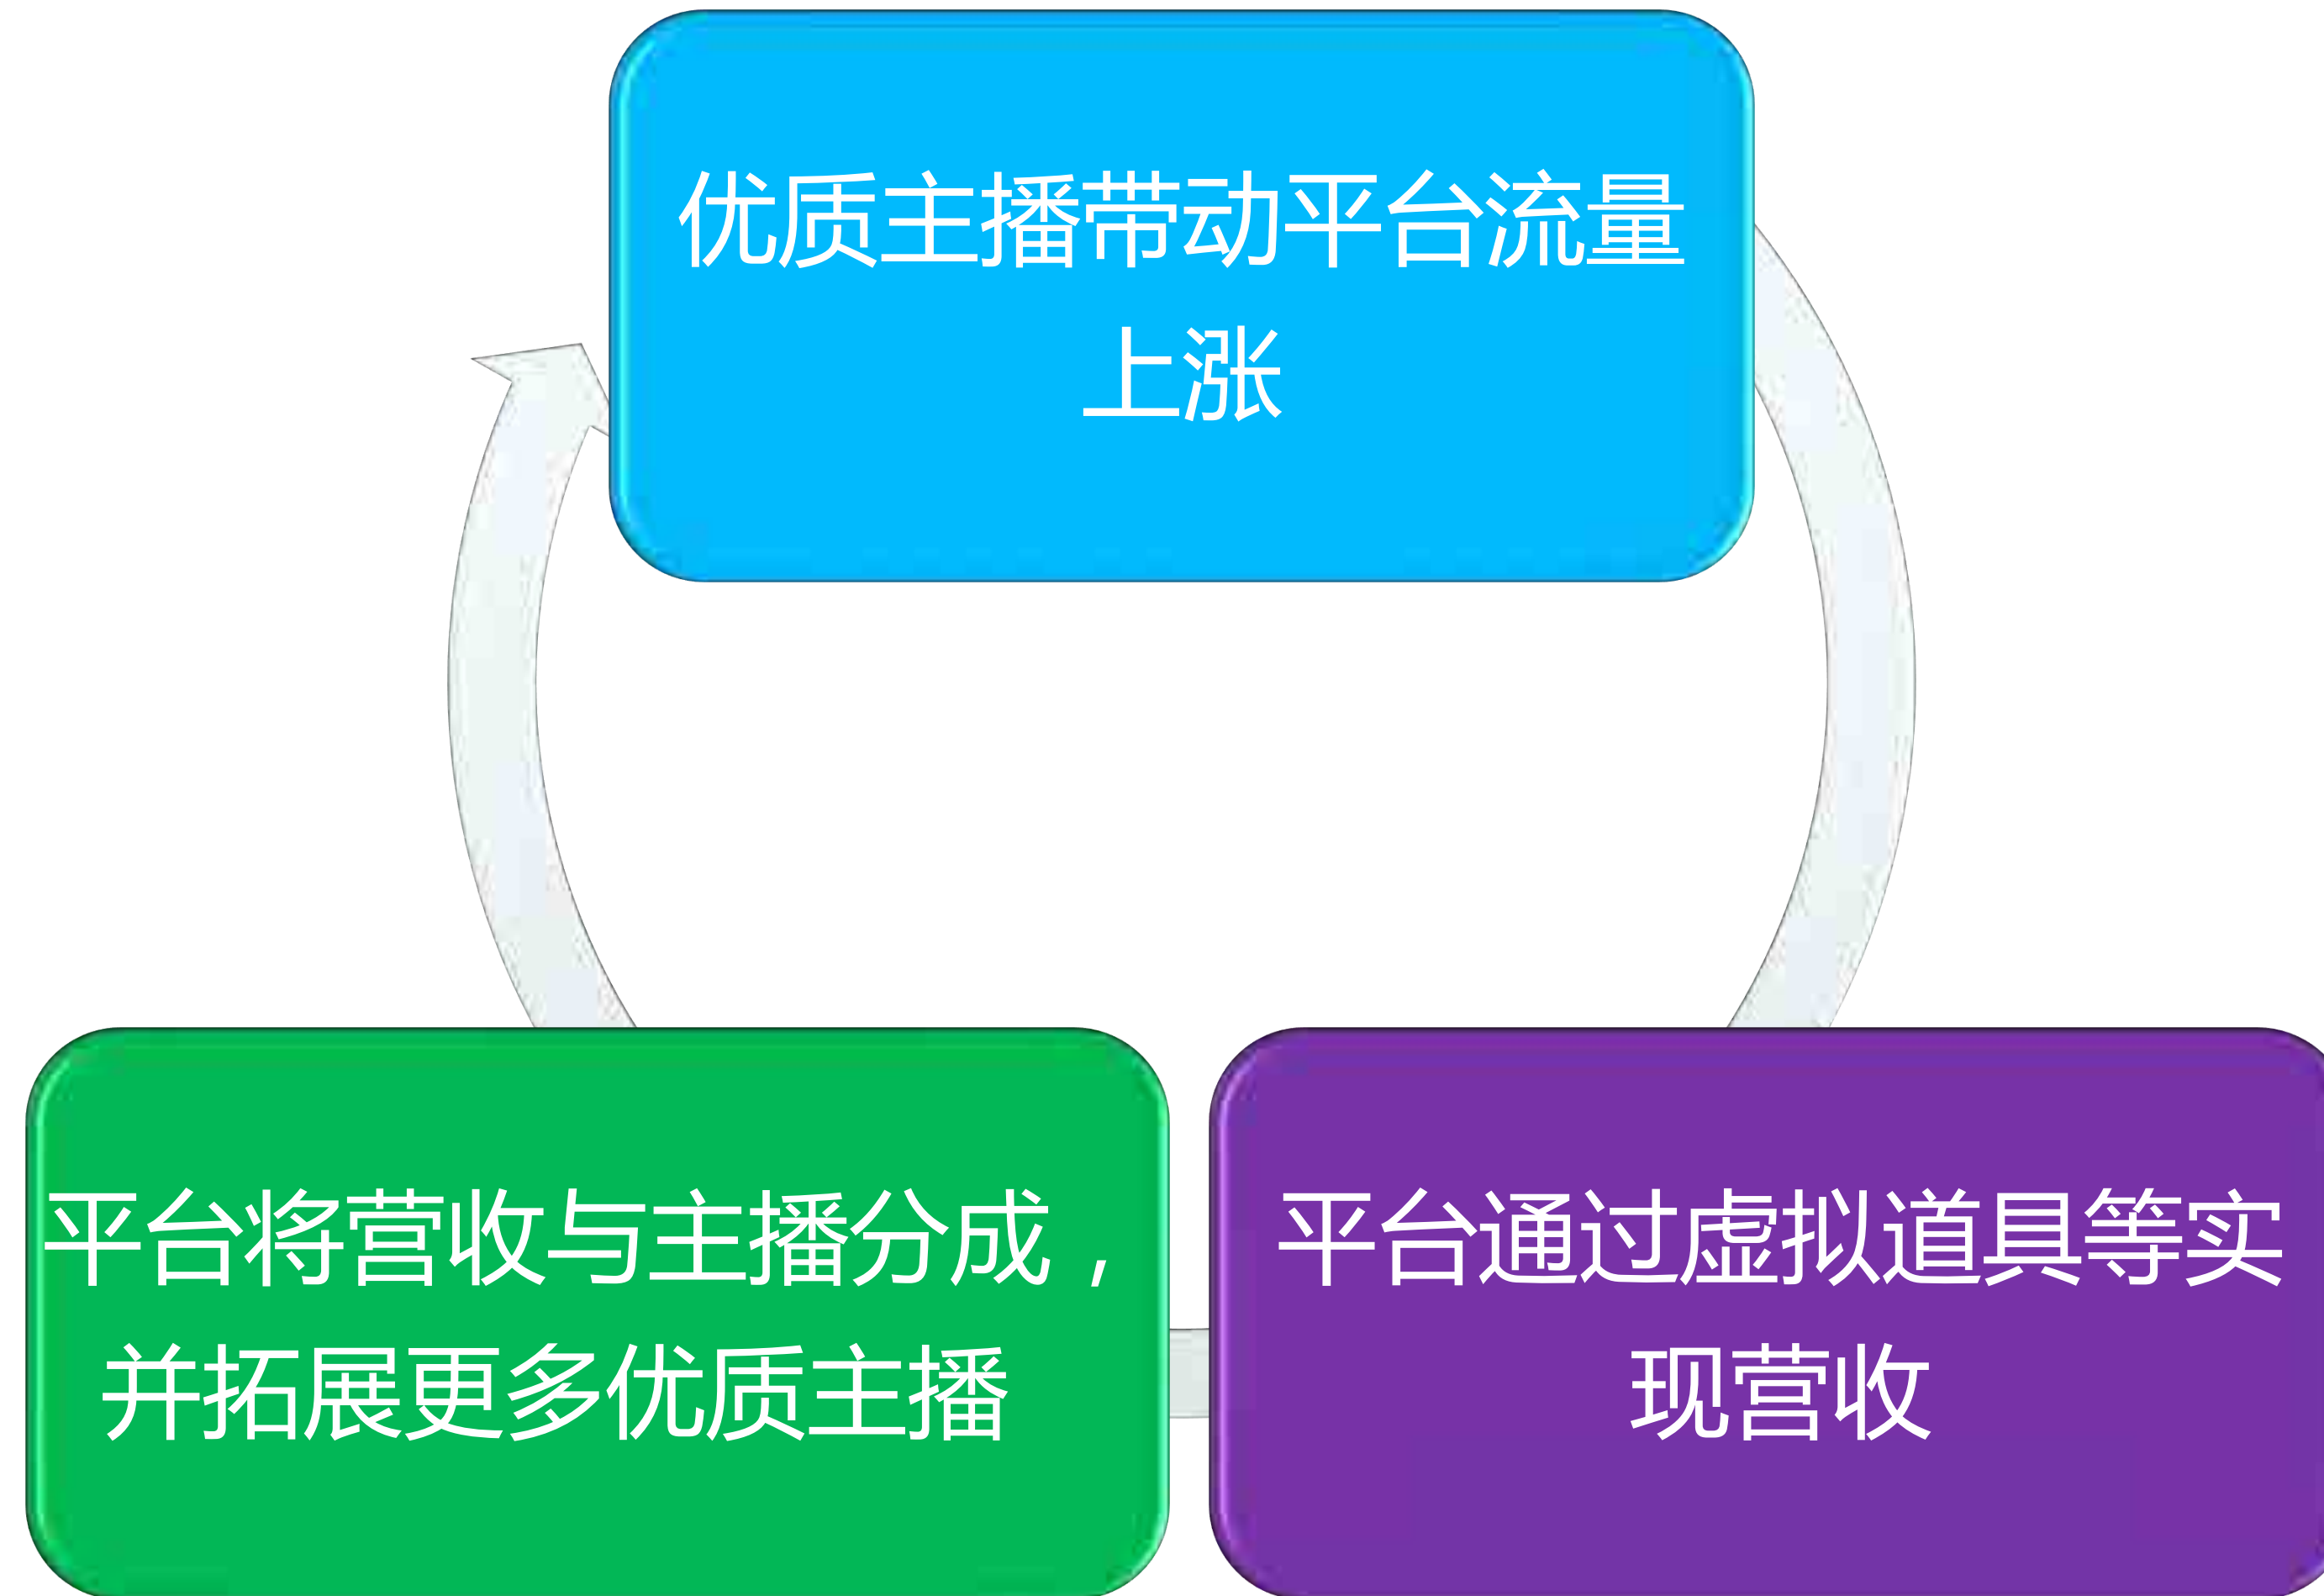 优质主播带动平台流量
上涨
平台将营收与主播分成，
并拓展更多优质主播
平台通过虚拟道具等实
现营收